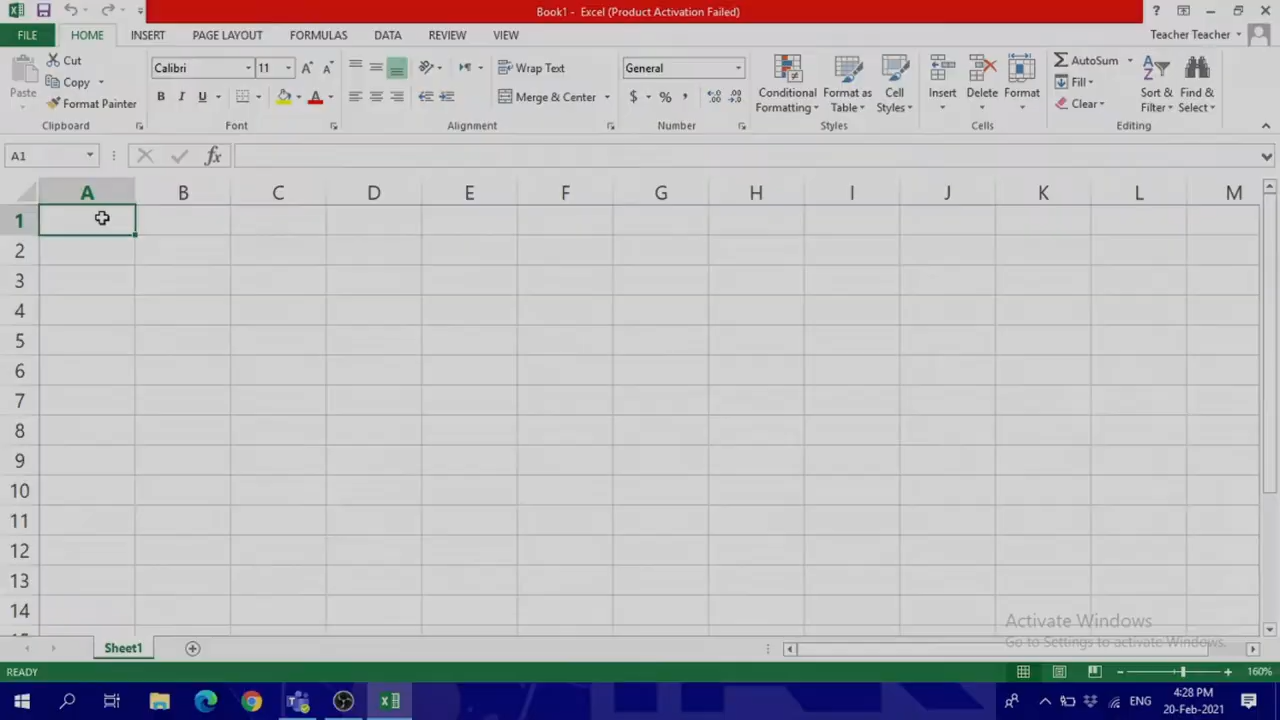 Book1 - Excel (Product Activation Failed)
?
FILE HOME INSERT PAGE LAYOUT FORMULAS DATA REVIEW VIEW
Teacher Teacher
Paste
Cut
Copy
Format Painter
Clipboard
Calibri 11
B I U
Font
Wrap Text
Merge & Center
Alignment
General
$ % ,
Number
Conditional
Formatting
Format as
Table
Cell
Styles
Styles
Insert
Delete
Format
Cells
AutoSum
Fill
Clear
Sort &
Filter
Find &
Select
Editing
A1
fx
A B C D E F G H I J K L M
1
2
3
4
5
6
7
8
9
10
11
12
13
14
Activate Windows
Go to Settings to activate Windows.
Sheet1
READY
160%
ENG
4:28 PM
20-Feb-2021